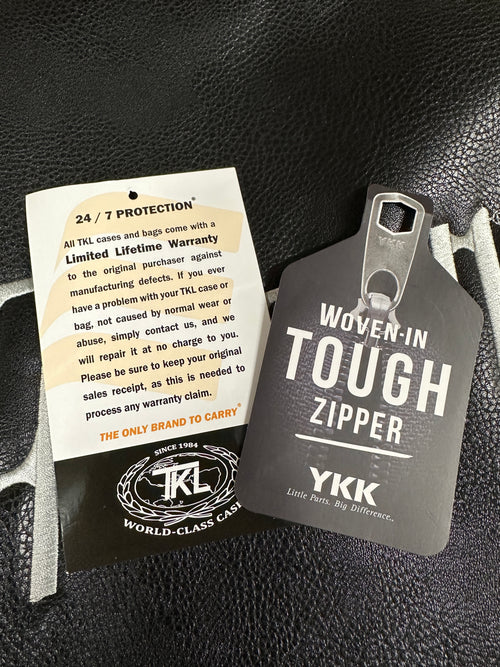 24 / 7 PROTECTION®
All TKL cases and bags come with a
Limited Lifetime Warranty
to the original purchaser against
manufacturing defects. If you ever
have a problem with your TKL case or
bag, not caused by normal wear or
abuse, simply contact us, and we
will repair it at no charge to you.
Please be sure to keep your original
sales receipt, as this is needed to
process any warranty claim.
THE ONLY BRAND TO CARRY®
SINCE 1984
TKL
WORLD-CLASS CASE
YKK
WOVEN-IN
TOUGH
ZIPPER
YKK
Little Parts. Big Difference.